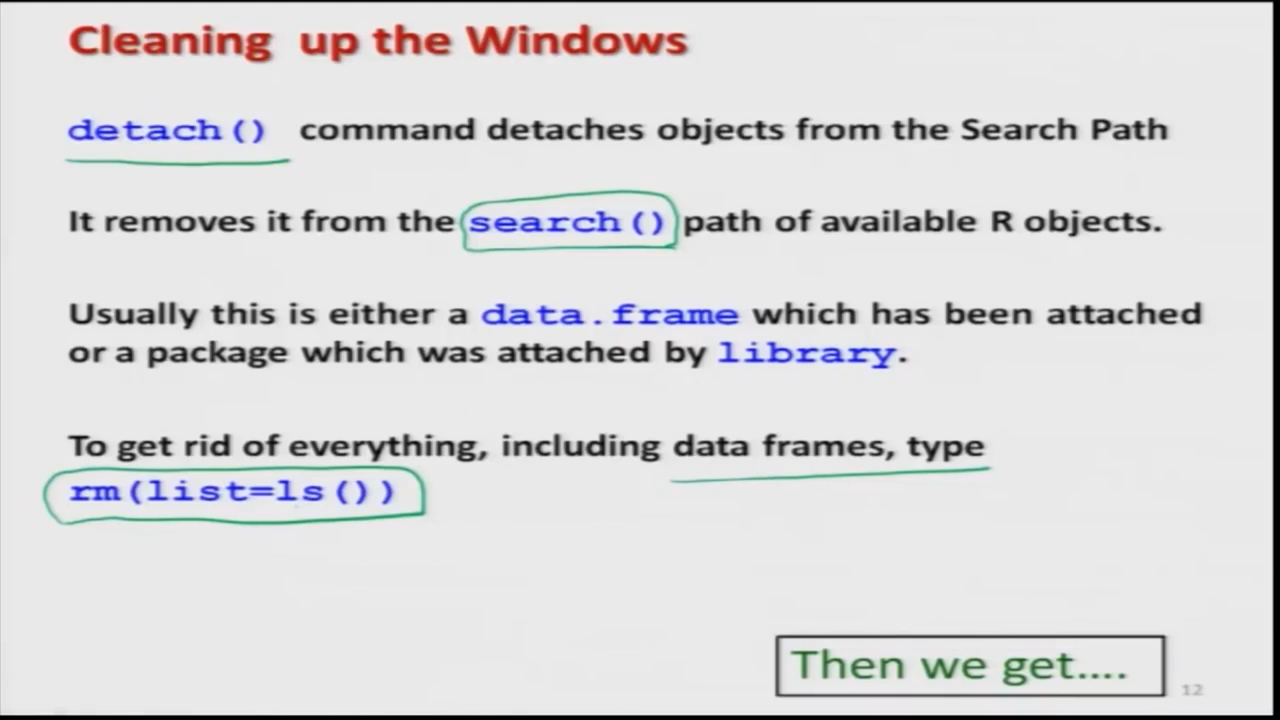 Cleaning up the Windows
detach() command detaches objects from the Search Path
It removes it from the search() path of available R objects.
Usually this is either a data.frame which has been attached
or a package which was attached by library.
To get rid of everything, including data frames, type
rm(list=ls())
Then we get....
12